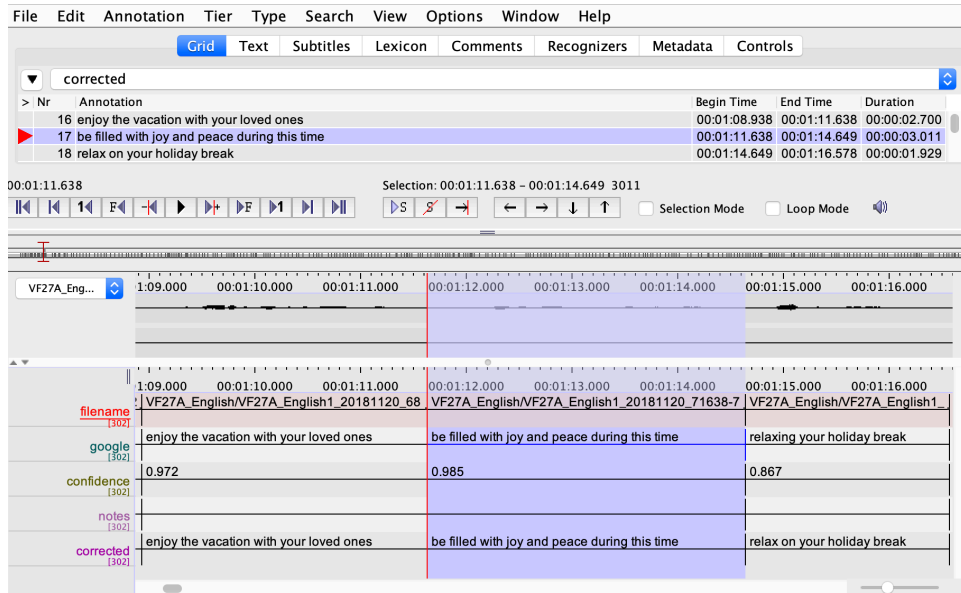 File Edit Annotation Tier Type Search View Options Window Help
Grid Text Subtitles Lexicon Comments Recognizers Metadata Controls
▼ corrected
> Nr Annotation Begin Time End Time Duration
16 enjoy the vacation with your loved ones 00:01:08.938 00:01:11.638 00:00:02.700
17 be filled with joy and peace during this time 00:01:11.638 00:01:14.649 00:00:03.011
18 relax on your holiday break 00:01:14.649 00:01:16.578 00:00:01.929
00:01:11.638 Selection: 00:01:11.638 - 00:01:14.649 3011
1 F F 1 S S Selection Mode Loop Mode
VF27A_Eng... 1:09.000 00:01:10.000 00:01:11.000 00:01:12.000 00:01:13.000 00:01:14.000 00:01:15.000 00:01:16.000
1:09.000 00:01:10.000 00:01:11.000 00:01:12.000 00:01:13.000 00:01:14.000 00:01:15.000 00:01:16.000
filename VF27A_English/VF27A_English1_20181120_68 VF27A_English/VF27A_English1_20181120_71638-7 VF27A_English/VF27A_English1_
[302]
google enjoy the vacation with your loved ones be filled with joy and peace during this time relaxing your holiday break
[302]
confidence 0.972 0.985 0.867
[302]
notes
[302]
corrected enjoy the vacation with your loved ones be filled with joy and peace during this time relax on your holiday break
[302]